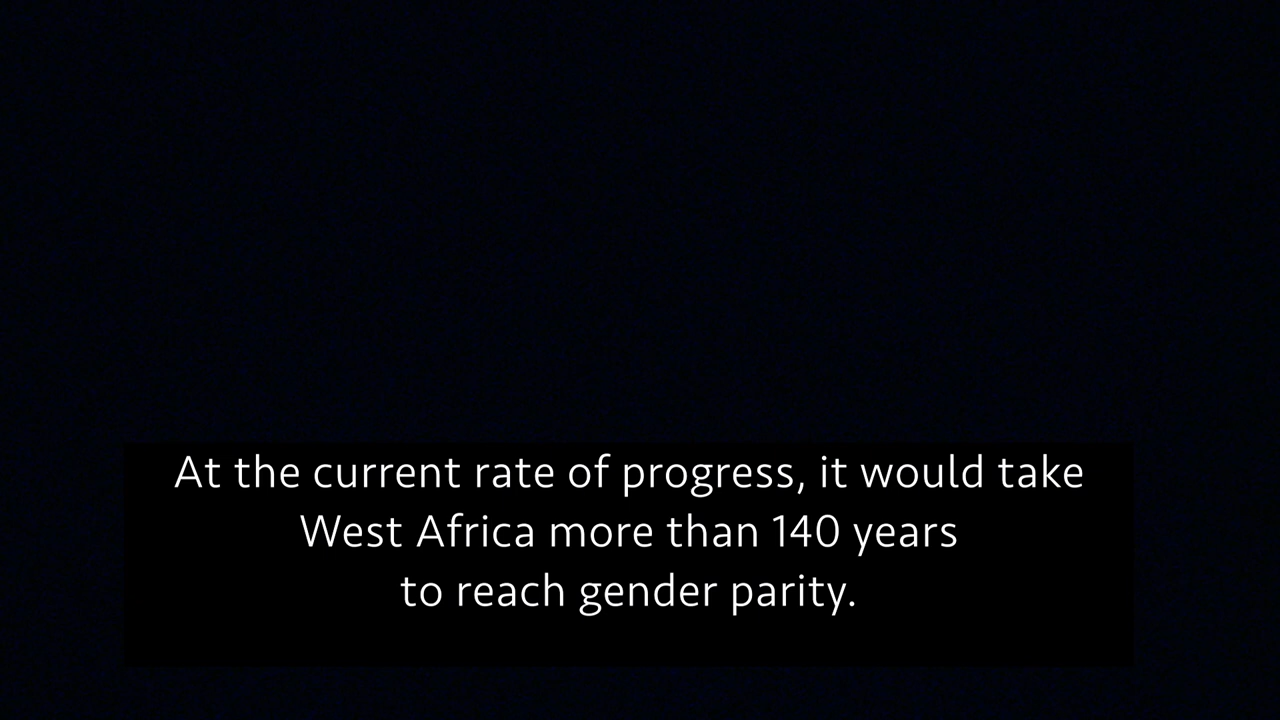 At the current rate of progress, it would take
West Africa more than 140 years
to reach gender parity.